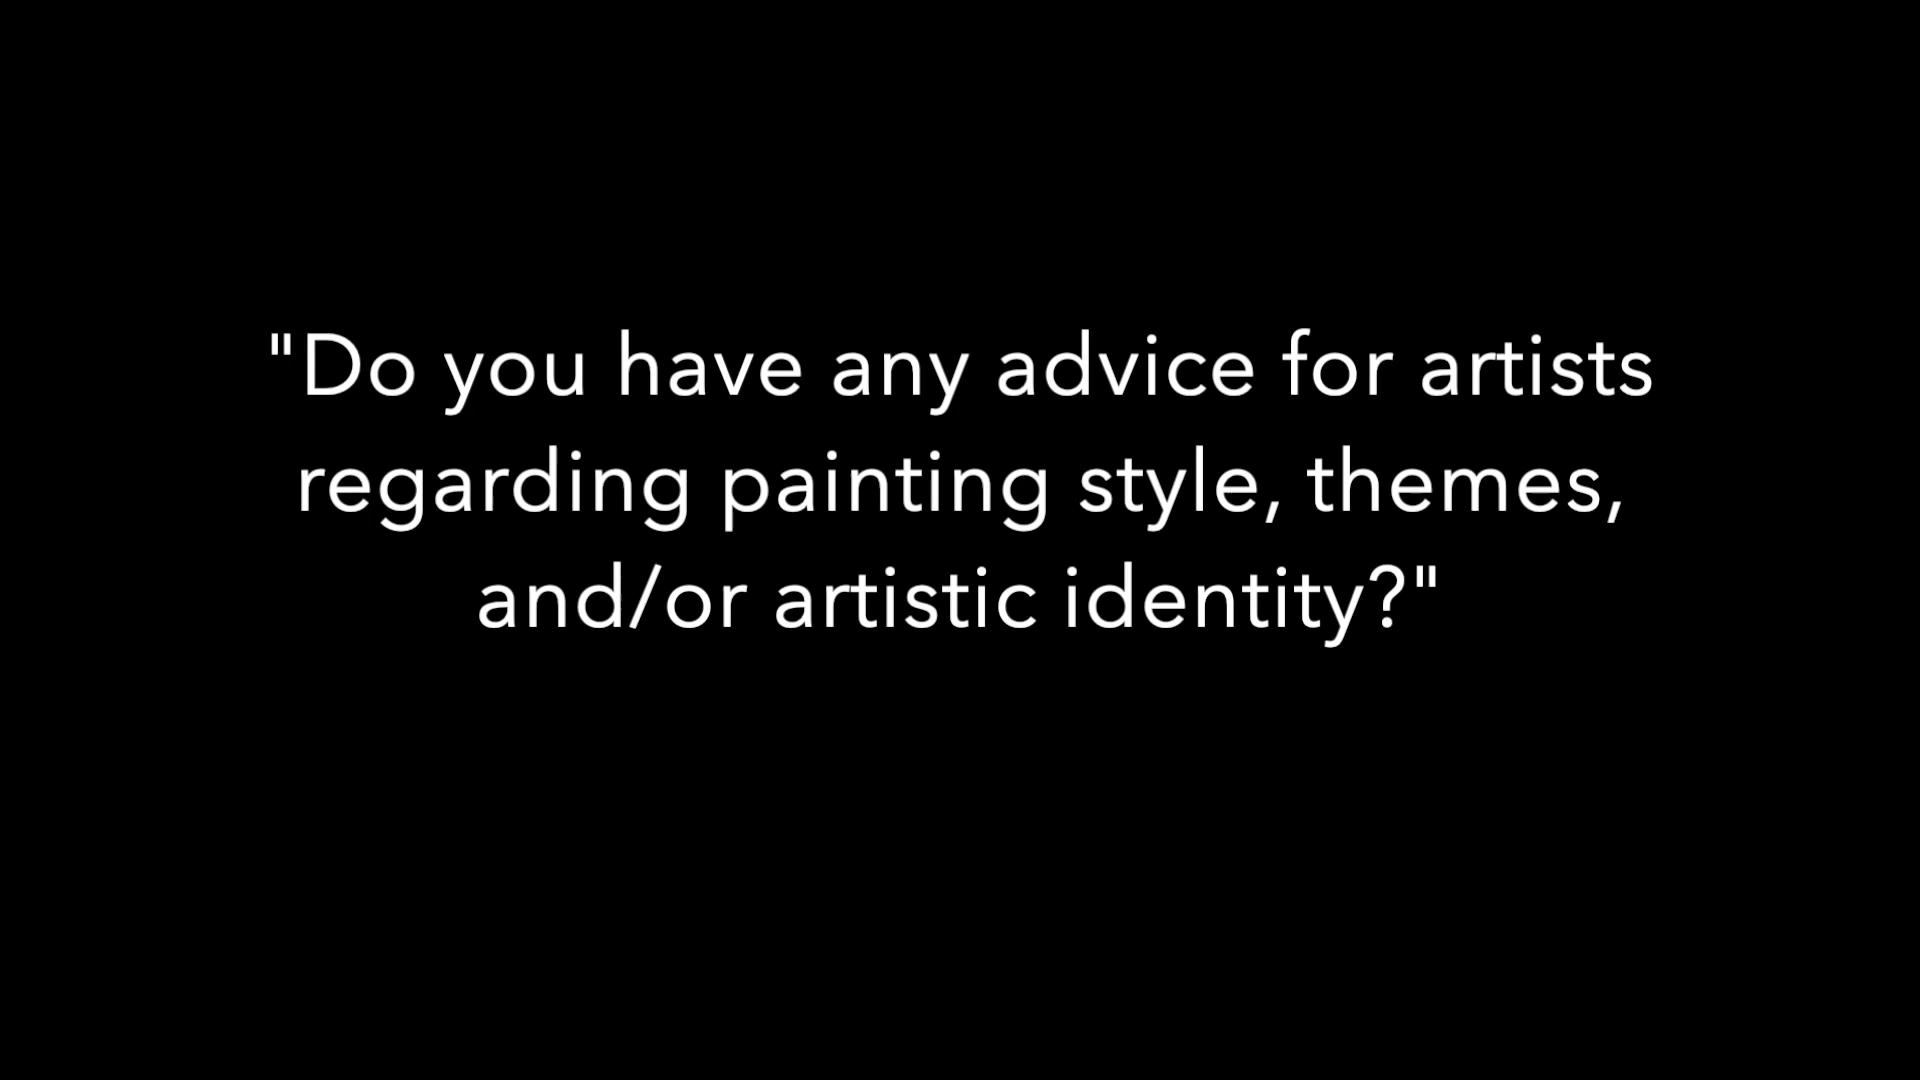 "Do you have any advice for artists
regarding painting style, themes,
and/or artistic identity?"